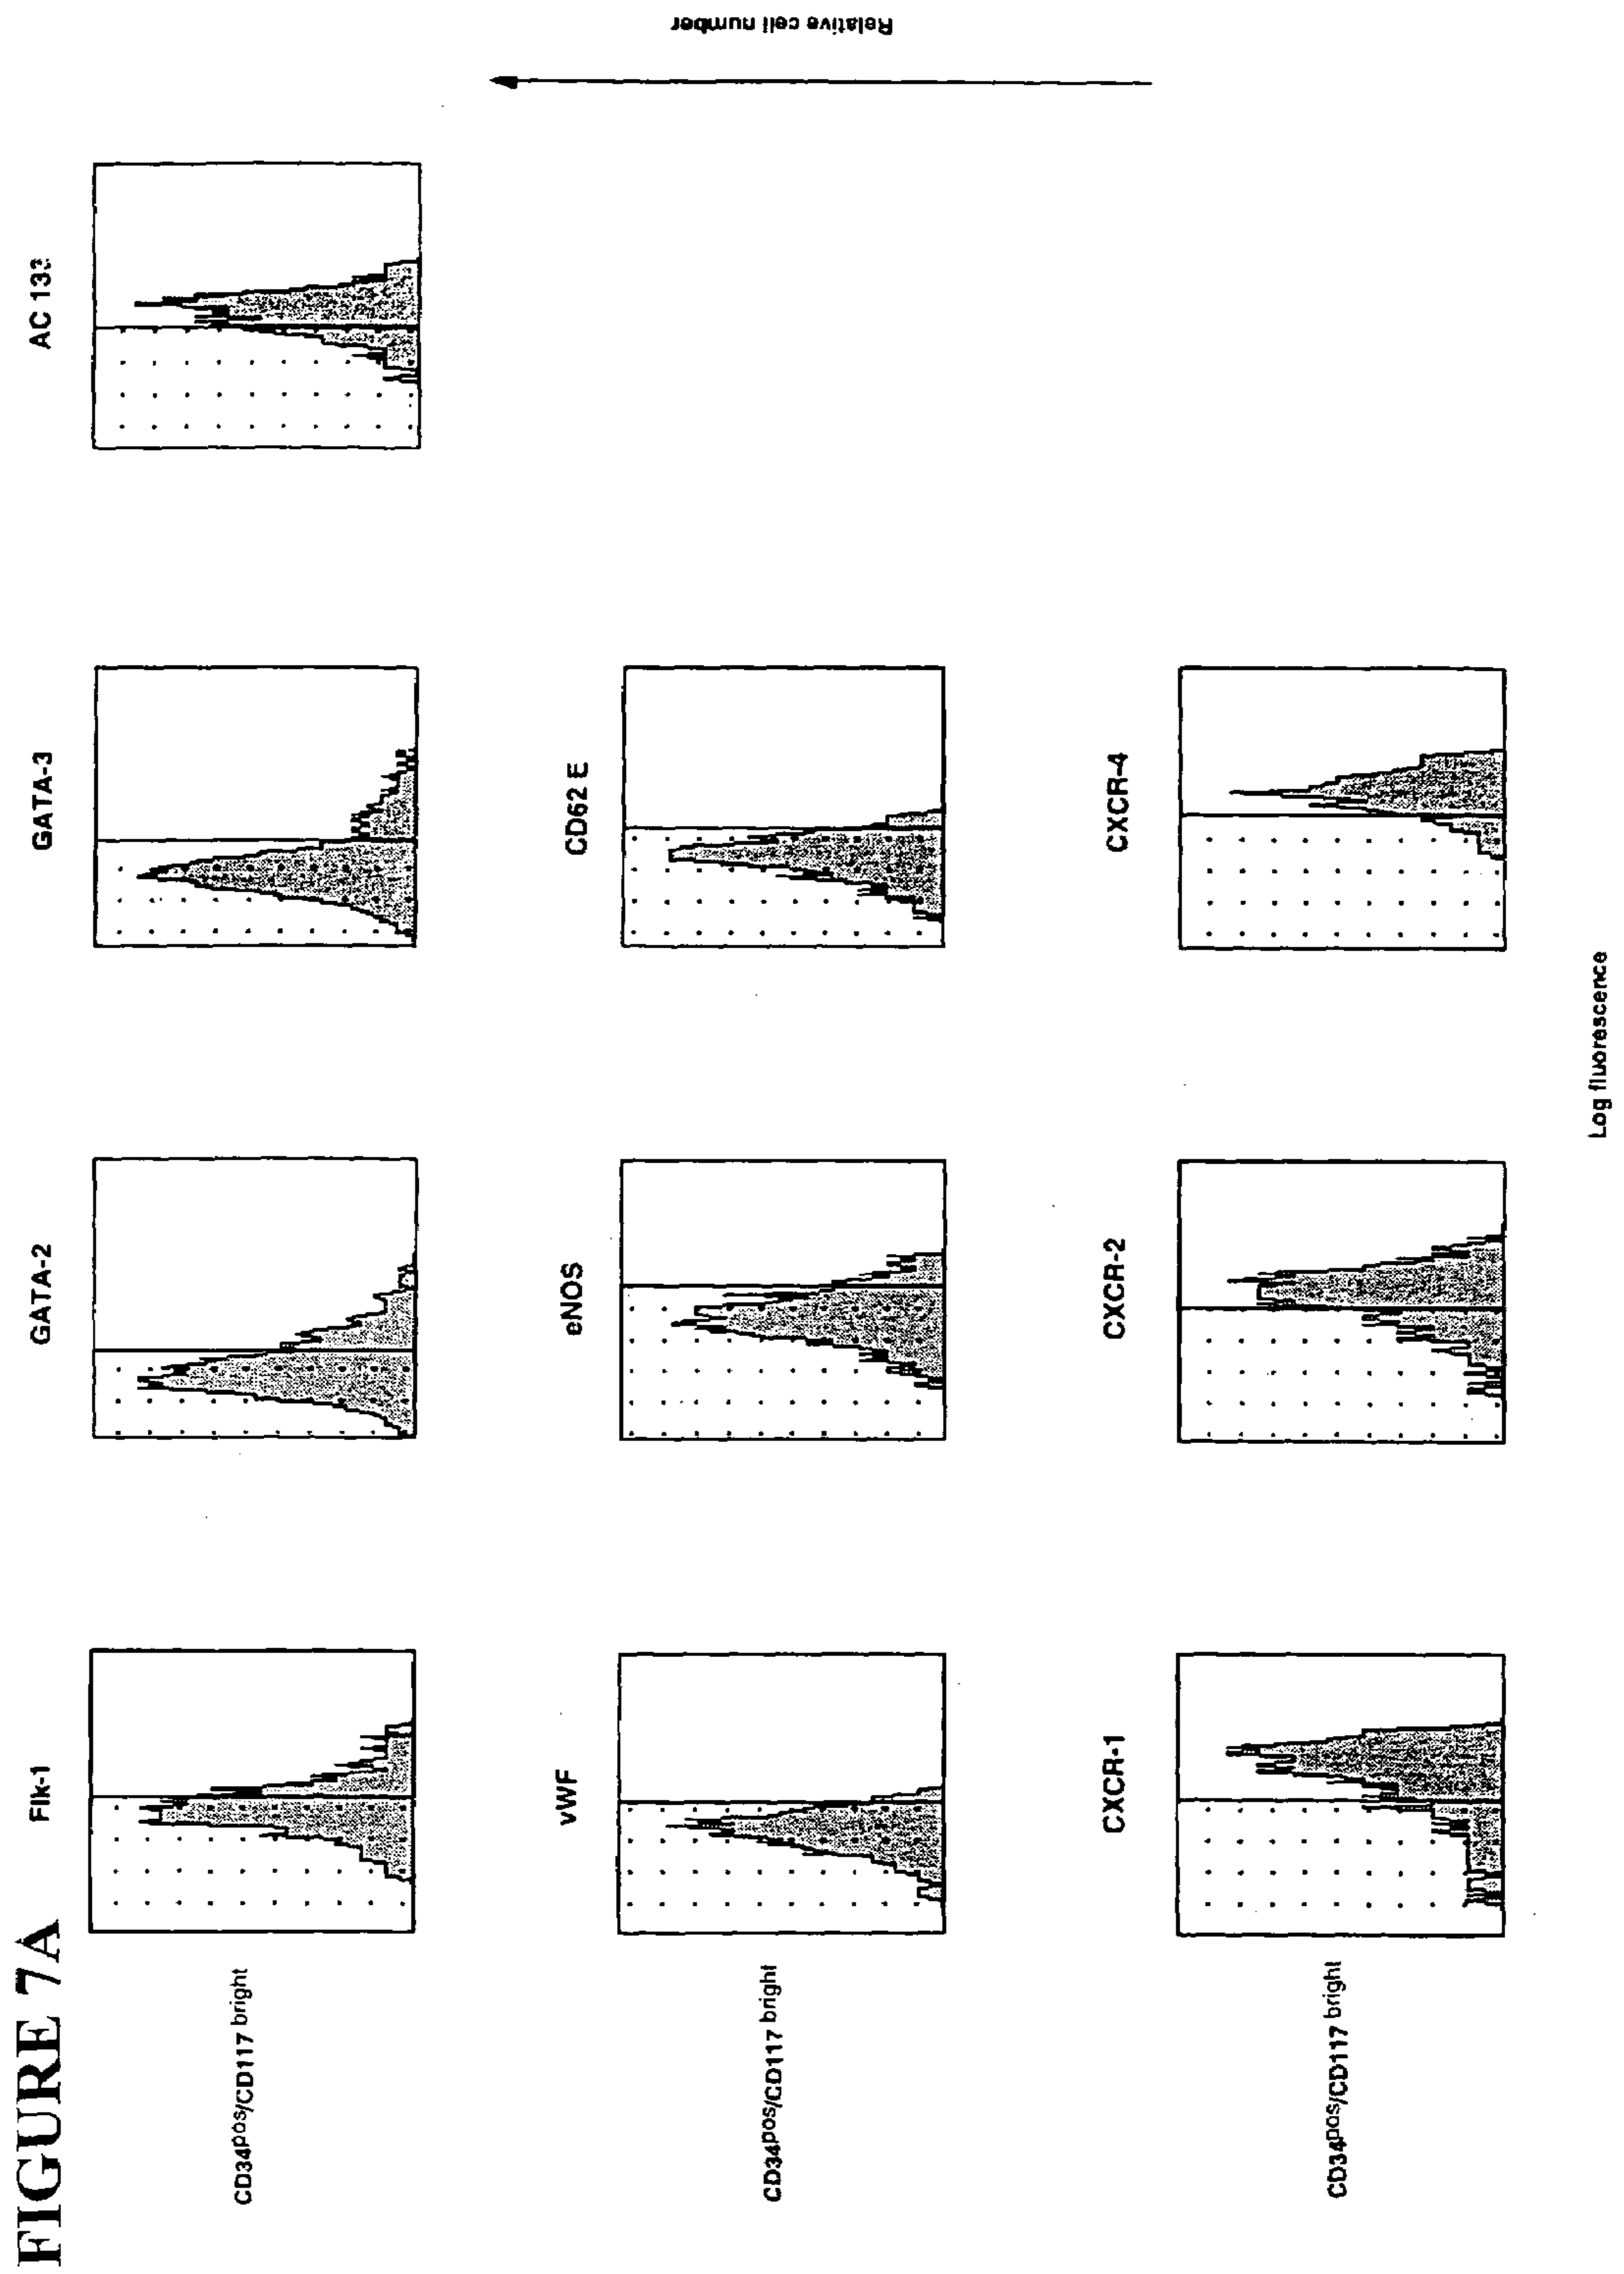 FIGURE 7A
Flk-1
GATA-2
GATA-3
AC 133
CD34pos/CD117 bright
vWF
eNOS
CD62 E
CD34pos/CD117 bright
CXCR-1
CXCR-2
CXCR-4
CD34pos/CD117 bright
Log fluorescence
Relative cell number